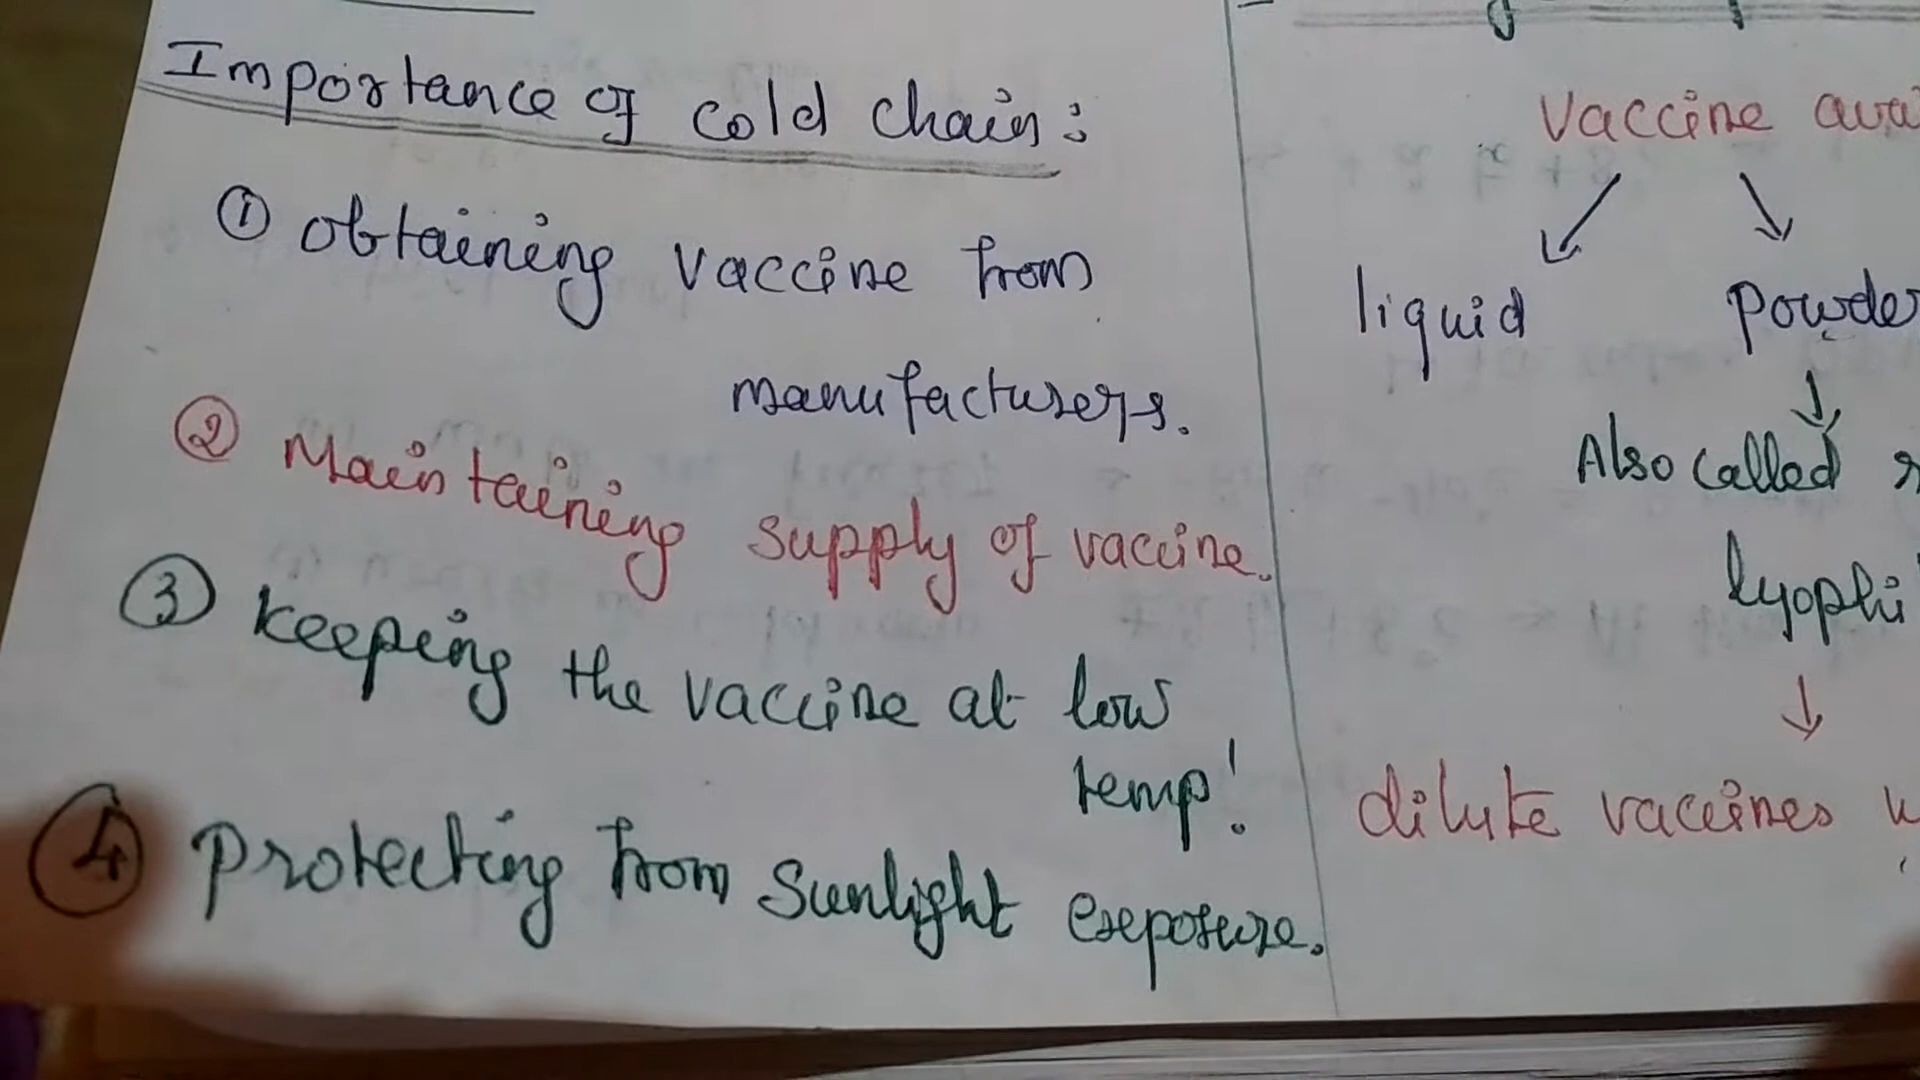 Importance of cold chain:
① Obtaining vaccine from
manufacturers.
② Maintaining supply of vaccine.
③ Keeping the vaccine at low
temp!
④ Protecting from sunlight exposure.
Vaccine
liquid
Powder
Also called
dilute vaccines